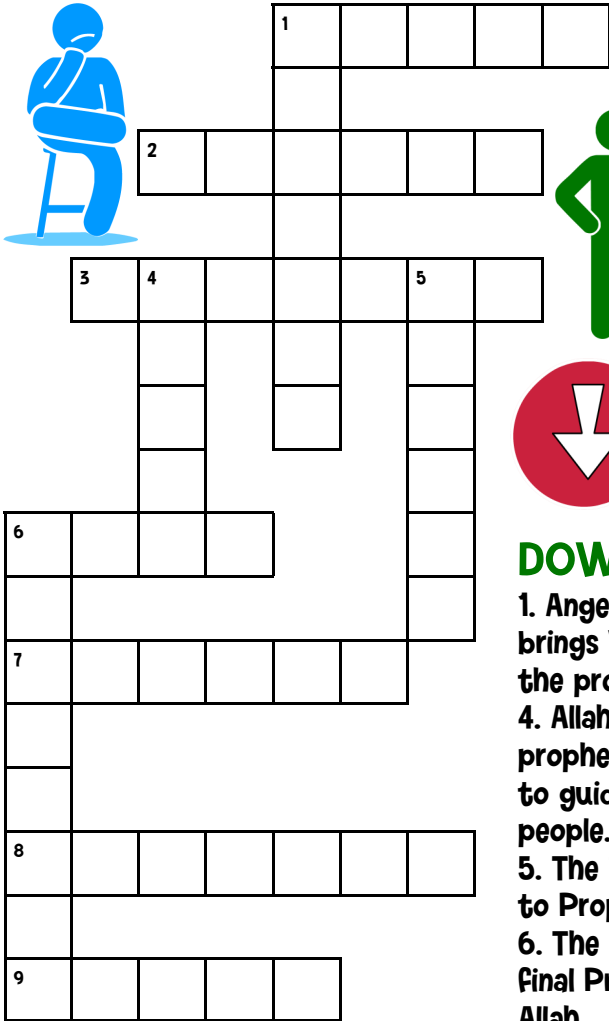 1
2
3 4 5
6
7
8
9
DOW
1. Ange
brings
the pro
4. Allah
prophe
to guid
people.
5. The
to Prop
6. The
final Pr
Allah